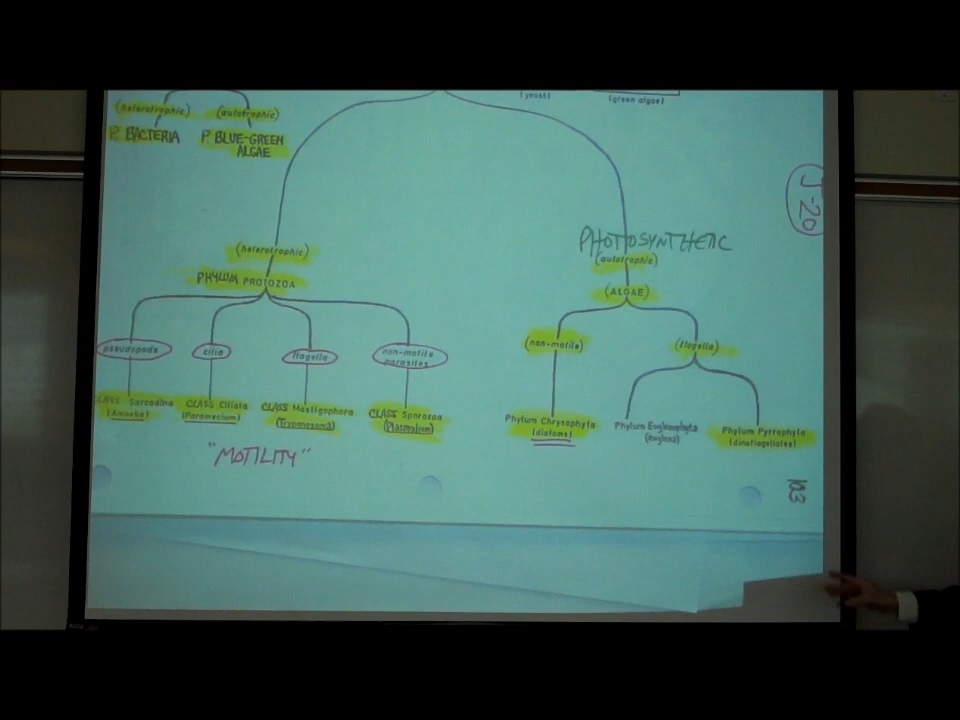 (yeast)
(green algae)
(heterotrophic)
(autotrophic)
P. BACTERIA
P. BLUE-GREEN
ALGAE
J-20
PHOTOSYNTHETIC
(heterotrophic)
(autotrophic)
PHYLUM PROTOZOA
(ALGAE)
pseudopods
cilia
flagella
non-motile
parasites
(non-motile)
(flagella)
CLASS Sarcodina
(Amoeba)
CLASS Ciliata
(Paramecium)
CLASS Mastigophora
(Trypanosoma)
CLASS Sporozoa
(Plasmodium)
Phylum Chrysophyta
(diatoms)
Phylum Euglenophyta
(euglena)
Phylum Pyrrophyta
(dinoflagellates)
"MOTILITY"